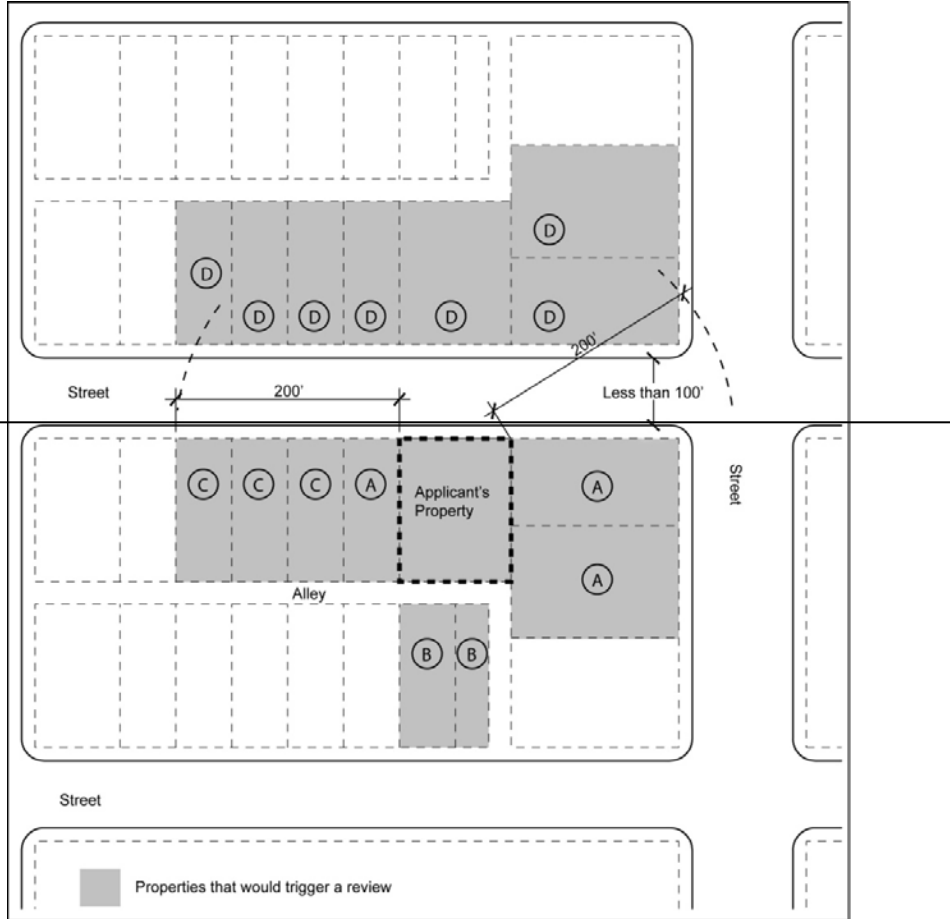 D
D
D D D D D
Street
200'
200'
Less than 100'
C C C A
Applicant's
Property
A
Street
A
Alley
B B
Street
Properties that would trigger a review